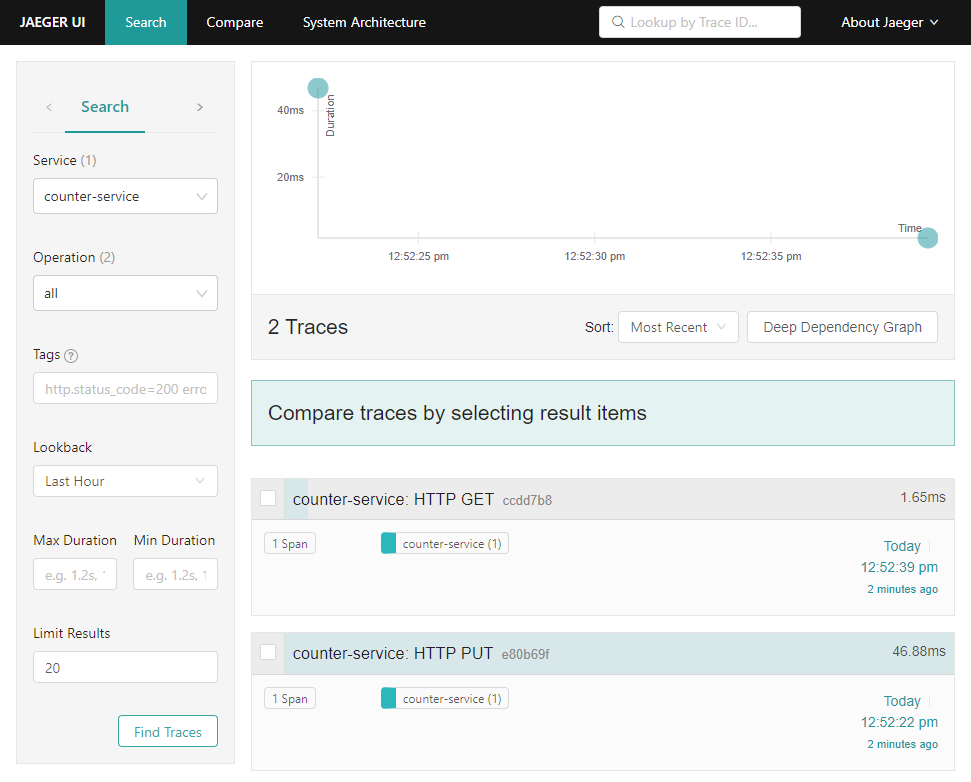 JAEGER UI Search Compare System Architecture Lookup by Trace ID... About Jaeger
Search
Service (1)
counter-service
Operation (2)
all
Tags ?
http.status_code=200 erro
Lookback
Last Hour
Max Duration Min Duration
e.g. 1.2s, e.g. 1.2s,
Limit Results
20
Find Traces
40ms
Duration
20ms
Time
12:52:25 pm 12:52:30 pm 12:52:35 pm
2 Traces Sort: Most Recent Deep Dependency Graph
Compare traces by selecting result items
counter-service: HTTP GET ccdd7b8 1.65ms
1 Span counter-service (1) Today
12:52:39 pm
2 minutes ago
counter-service: HTTP PUT e80b69f 46.88ms
1 Span counter-service (1) Today
12:52:22 pm
2 minutes ago